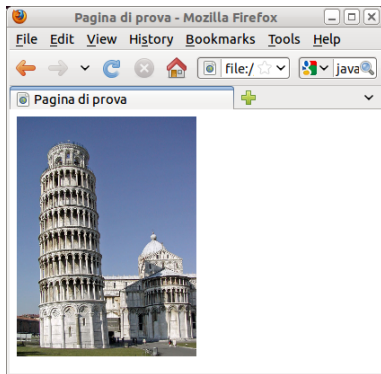 Pagina di prova - Mozilla Firefox
File Edit View History Bookmarks Tools Help
file:/ java
Pagina di prova